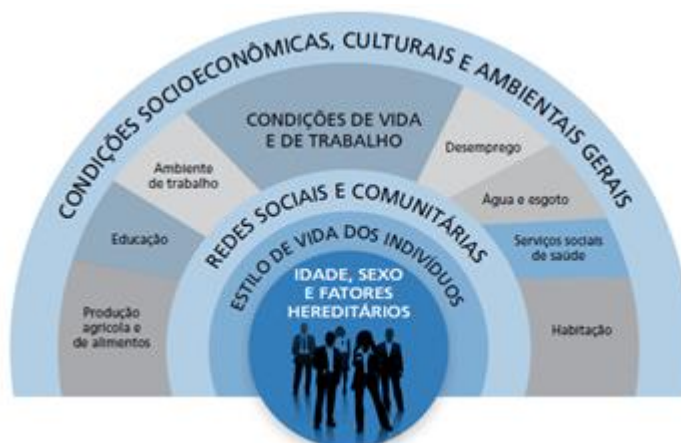 CONDIÇÕES SOCIOECONÔMICAS, CULTURAIS E AMBIENTAIS GERAIS
CONDIÇÕES DE VIDA
E DE TRABALHO
Ambiente
de trabalho
Desemprego
Educação
Água e esgoto
Produção
agrícola e
de alimentos
Serviços sociais
de saúde
Habitação
REDES SOCIAIS E COMUNITÁRIAS
ESTILO DE VIDA DOS INDIVÍDUOS
IDADE, SEXO
E FATORES
HEREDITÁRIOS